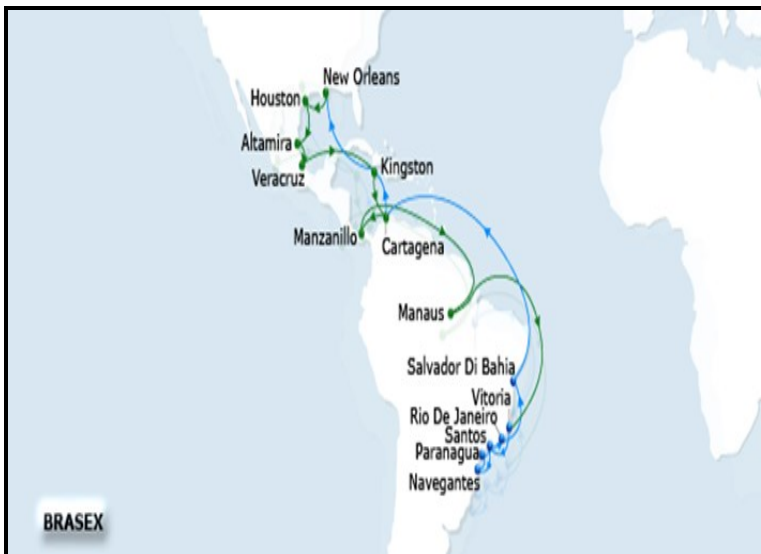 New Orleans
Houston
Altamira
Veracruz
Kingston
Manzanillo
Cartagena
Manaus
Salvador Di Bahia
Vitoria
Rio De Janeiro
Santos
Paranagua
Navegantes
BRASEX